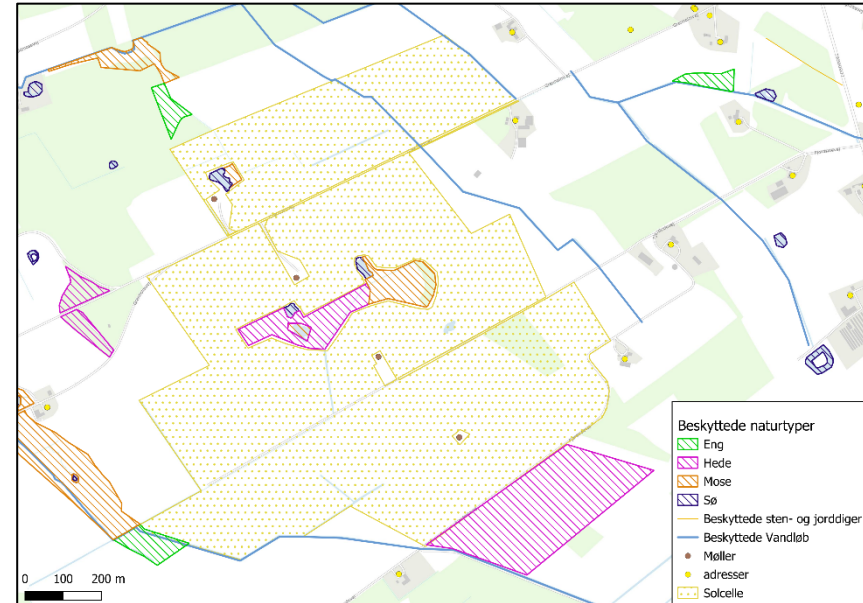 Beskyttede naturtyper
Eng
Hede
Mose
Sø
Beskyttede sten- og jorddiger
Beskyttede Vandløb
Møller
adresser
Solcelle
0 100 200 m